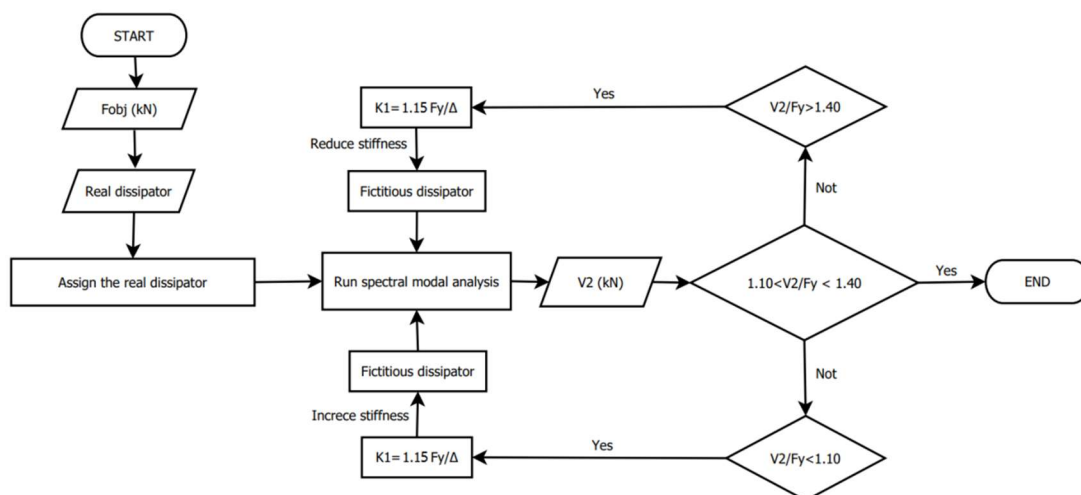 START
Fobj (kN)
Real dissipator
Assign the real dissipator
K1= 1.15 Fy/Δ
Reduce stiffness
Fictitious dissipator
Run spectral modal analysis
Fictitious dissipator
Increce stiffness
K1= 1.15 Fy/Δ
V2 (kN)
1.10<V2/Fy < 1.40
Yes
END
Not
V2/Fy>1.40
Yes
Not
V2/Fy<1.10
Yes